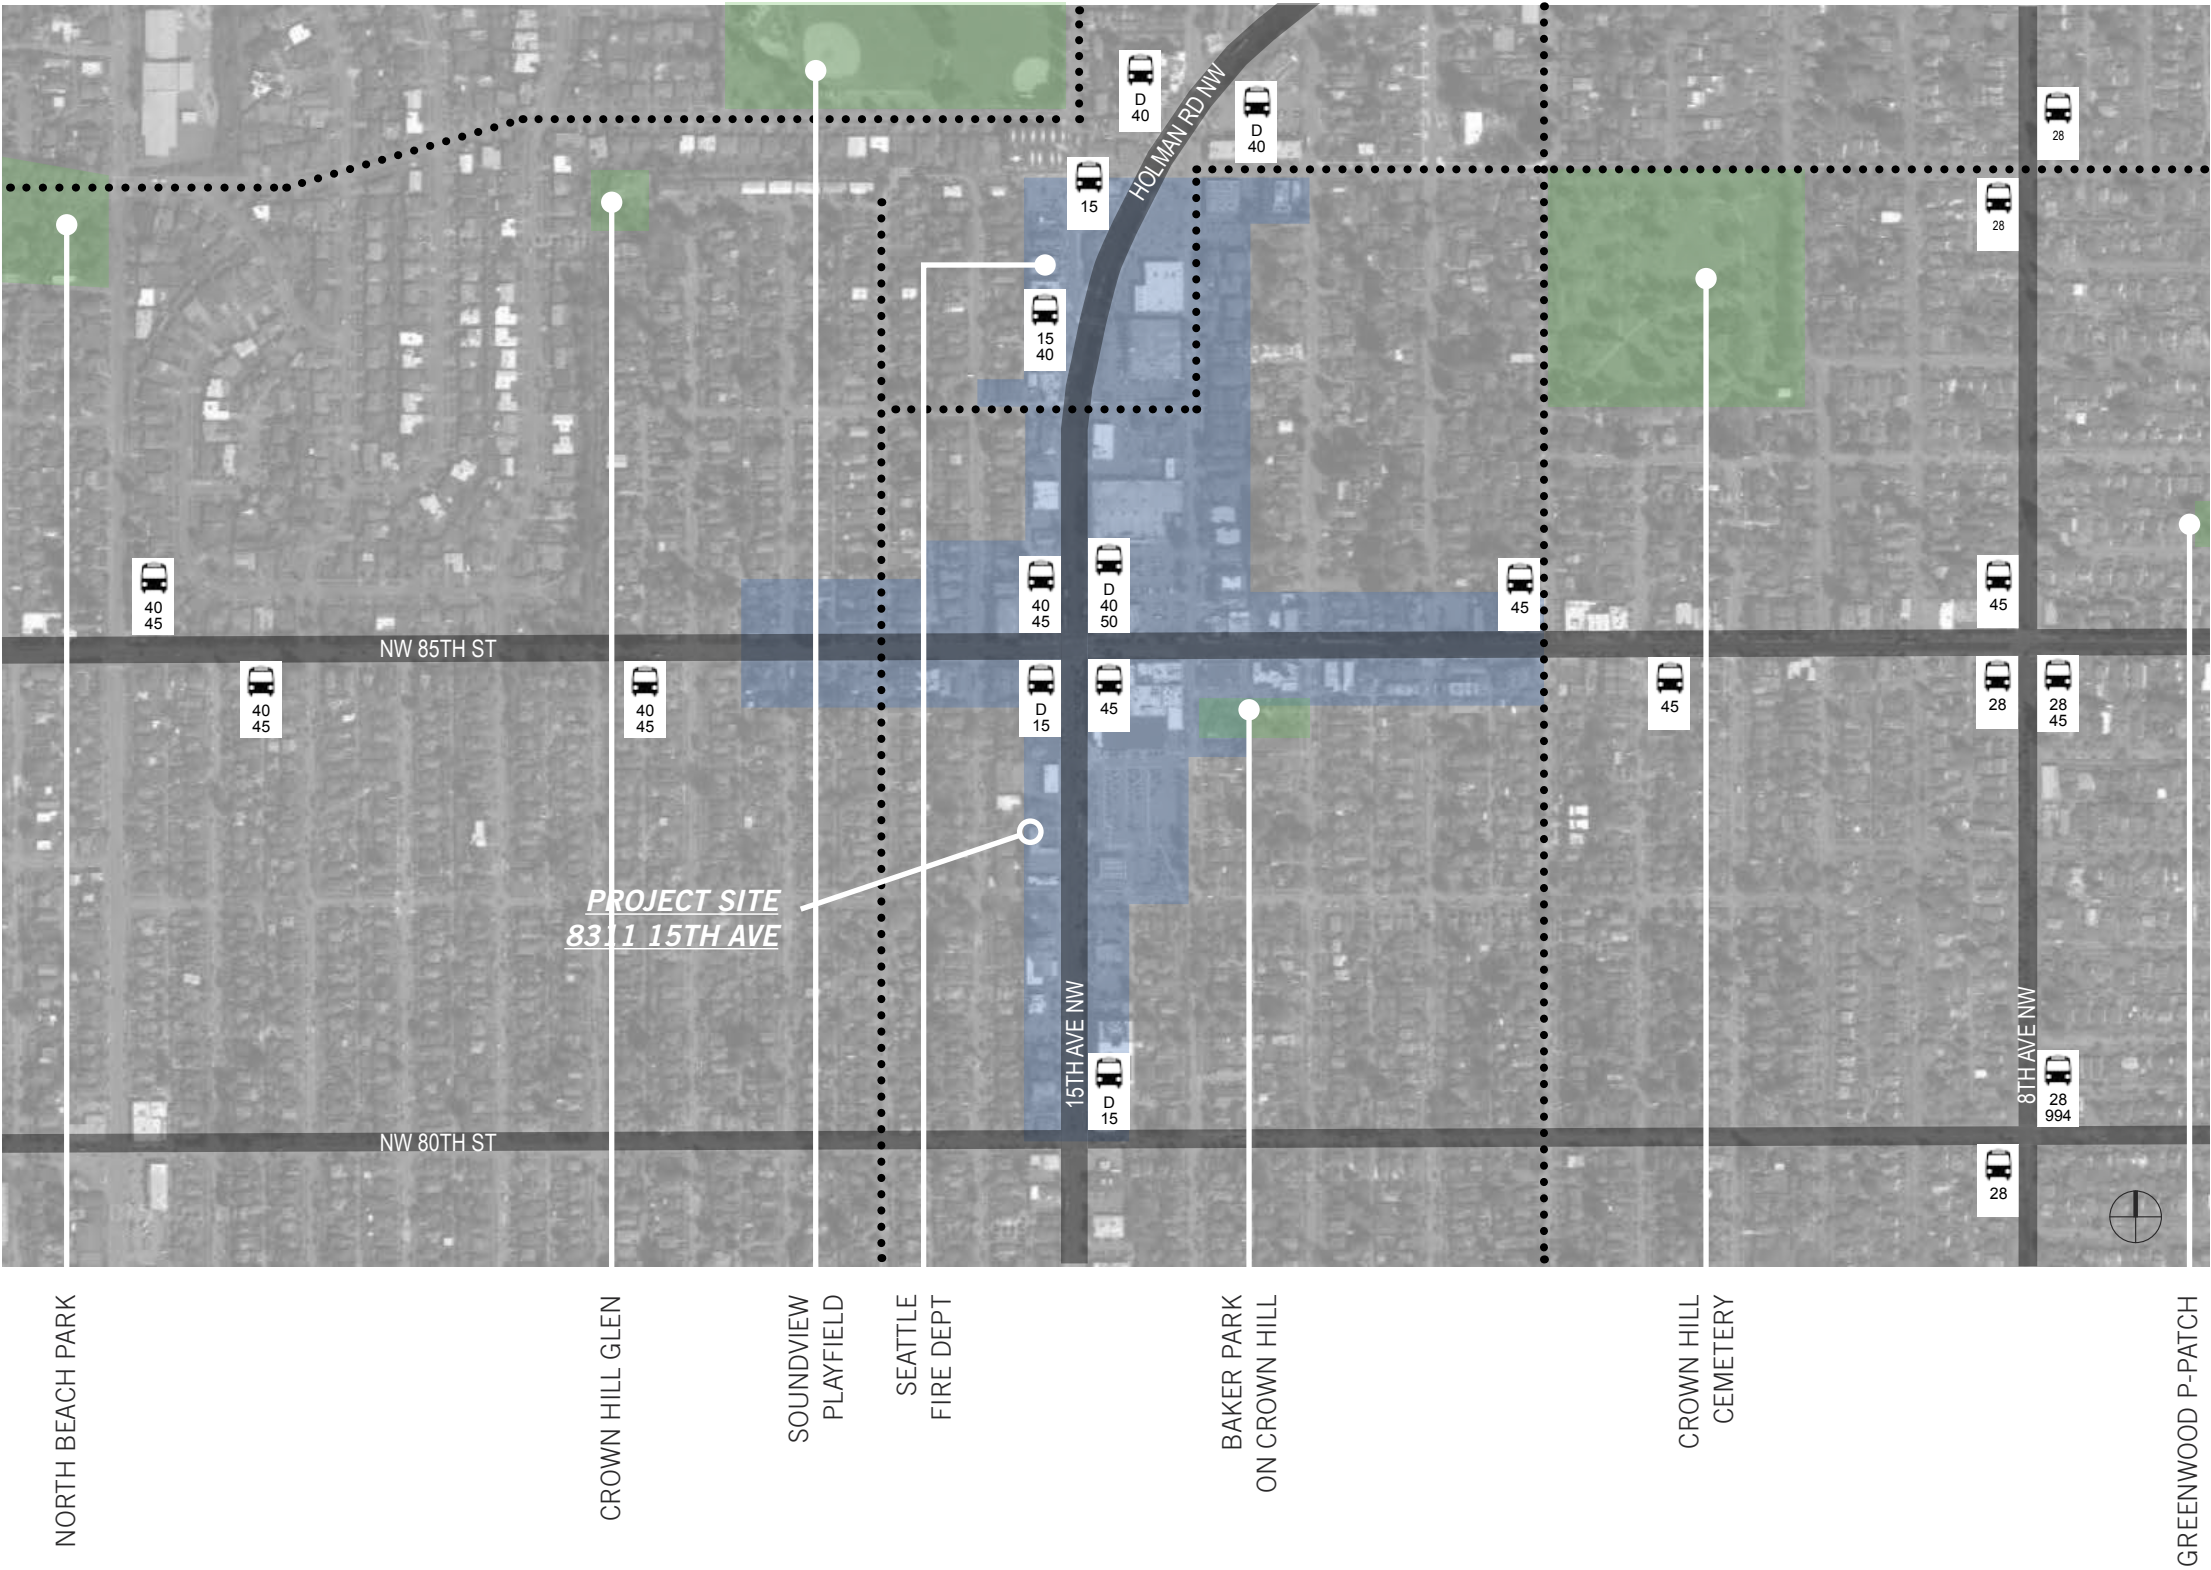 D
40
D
40
28
HOLMAN RD NW
15
28
15
40
40
45
40
45
D
40
50
45
45
NW 85TH ST
40
45
40
45
D
15
45
45
28
28
45
PROJECT SITE
8311 15TH AVE
15TH AVE NW
8TH AVE NW
D
15
28
994
NW 80TH ST
28
NORTH BEACH PARK
CROWN HILL GLEN
SOUNDVIEW
PLAYFIELD
SEATTLE
FIRE DEPT
BAKER PARK
ON CROWN HILL
CROWN HILL
CEMETERY
GREENWOOD P-PATCH